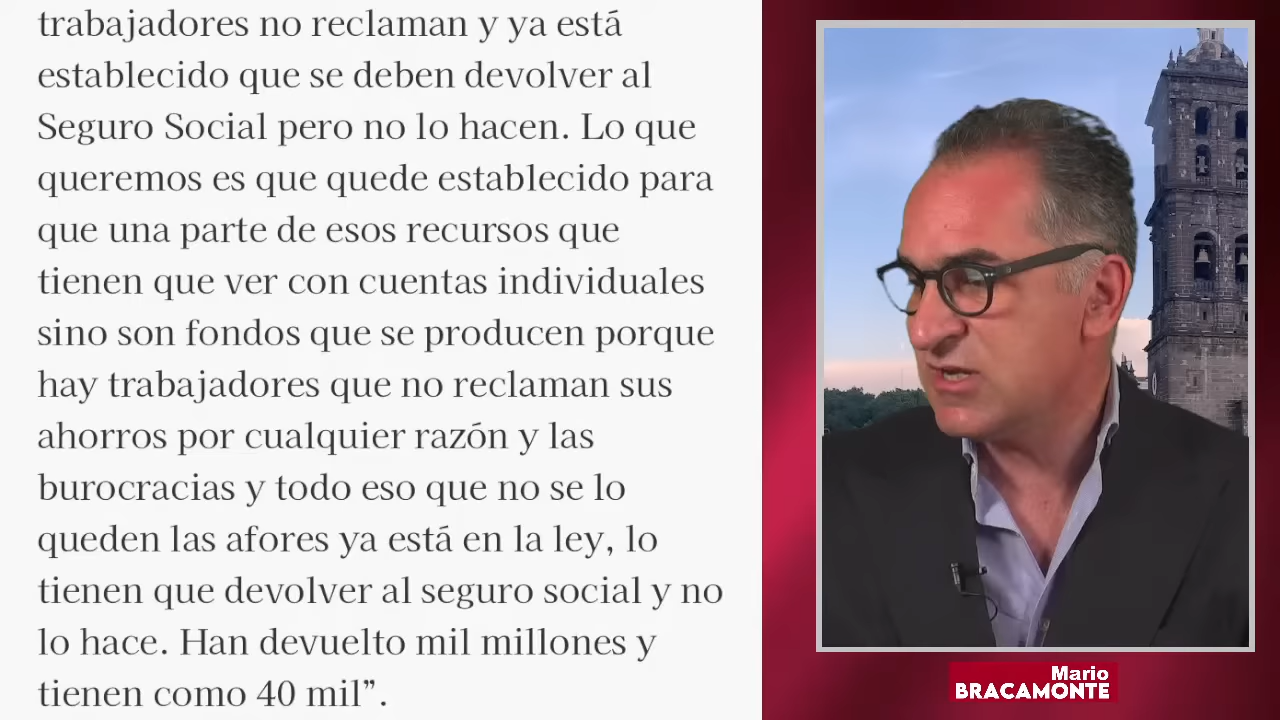 trabajadores no reclaman y ya está
establecido que se deben devolver al
Seguro Social pero no lo hacen. Lo que
queremos es que quede establecido para
que una parte de esos recursos que
tienen que ver con cuentas individuales
sino son fondos que se producen porque
hay trabajadores que no reclaman sus
ahorros por cualquier razón y las
burocracias y todo eso que no se lo
queden las afores ya está en la ley, lo
tienen que devolver al seguro social y no
lo hace. Han devuelto mil millones y
tienen como 40 mil”.
Mario
BRACAMONTE